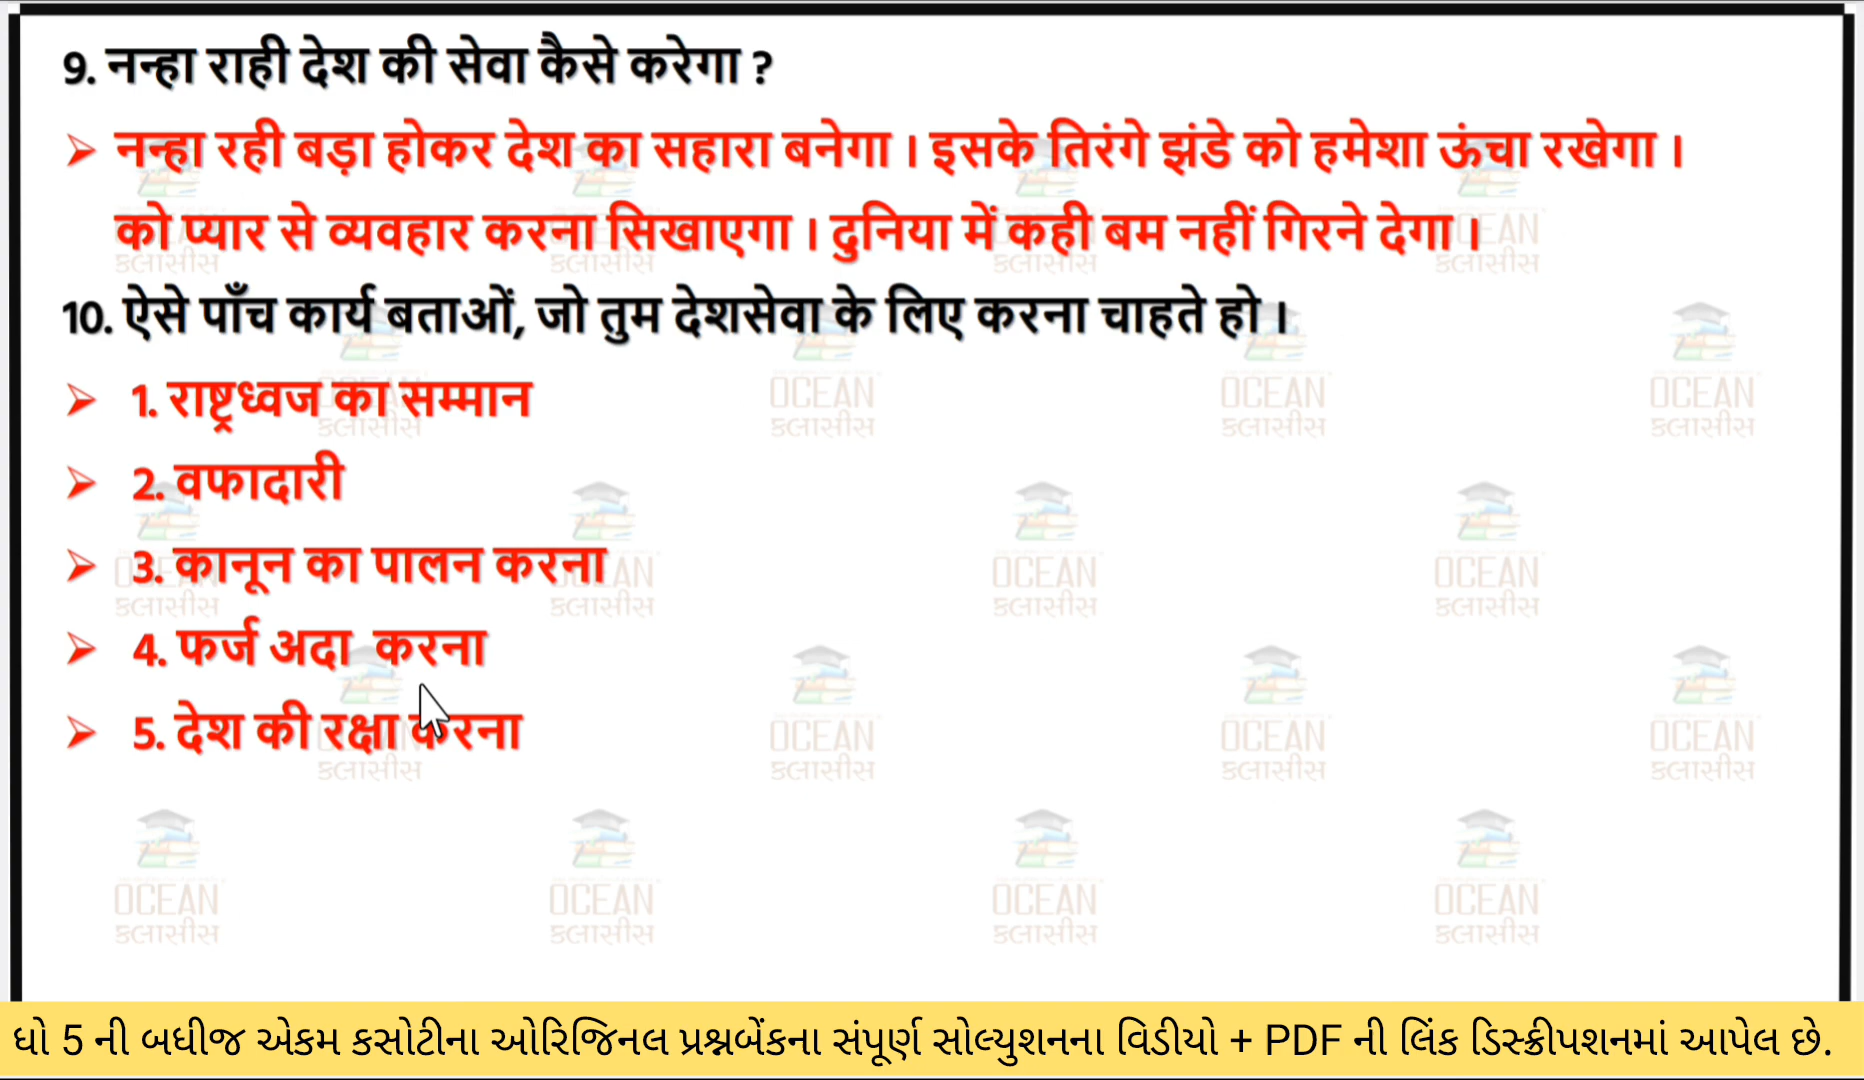 9. नन्हा राही देश की सेवा कैसे करेगा ?
➢ नन्हा रही बड़ा होकर देश का सहारा बनेगा । इसके तिरंगे झंडे को हमेशा ऊंचा रखेगा ।
को प्यार से व्यवहार करना सिखाएगा । दुनिया में कही बम नहीं गिरने देगा ।
10. ऐसे पाँच कार्य बताओं, जो तुम देशसेवा के लिए करना चाहते हो ।
➢ 1. राष्ट्रध्वज का सम्मान
➢ 2. वफादारी
➢ 3. कानून का पालन करना
➢ 4. फर्ज अदा करना
➢ 5. देश की रक्षा करना
OCEAN
ક્લાસીસ
ધો 5 ની બધીજ એકમ કસોટીના ઓરિજિનલ પ્રશ્નબેંકના સંપૂર્ણ સોલ્યુશનના વિડીયો + PDF ની લિંક ડિસ્ક્રીપશનમાં આપેલ છે.